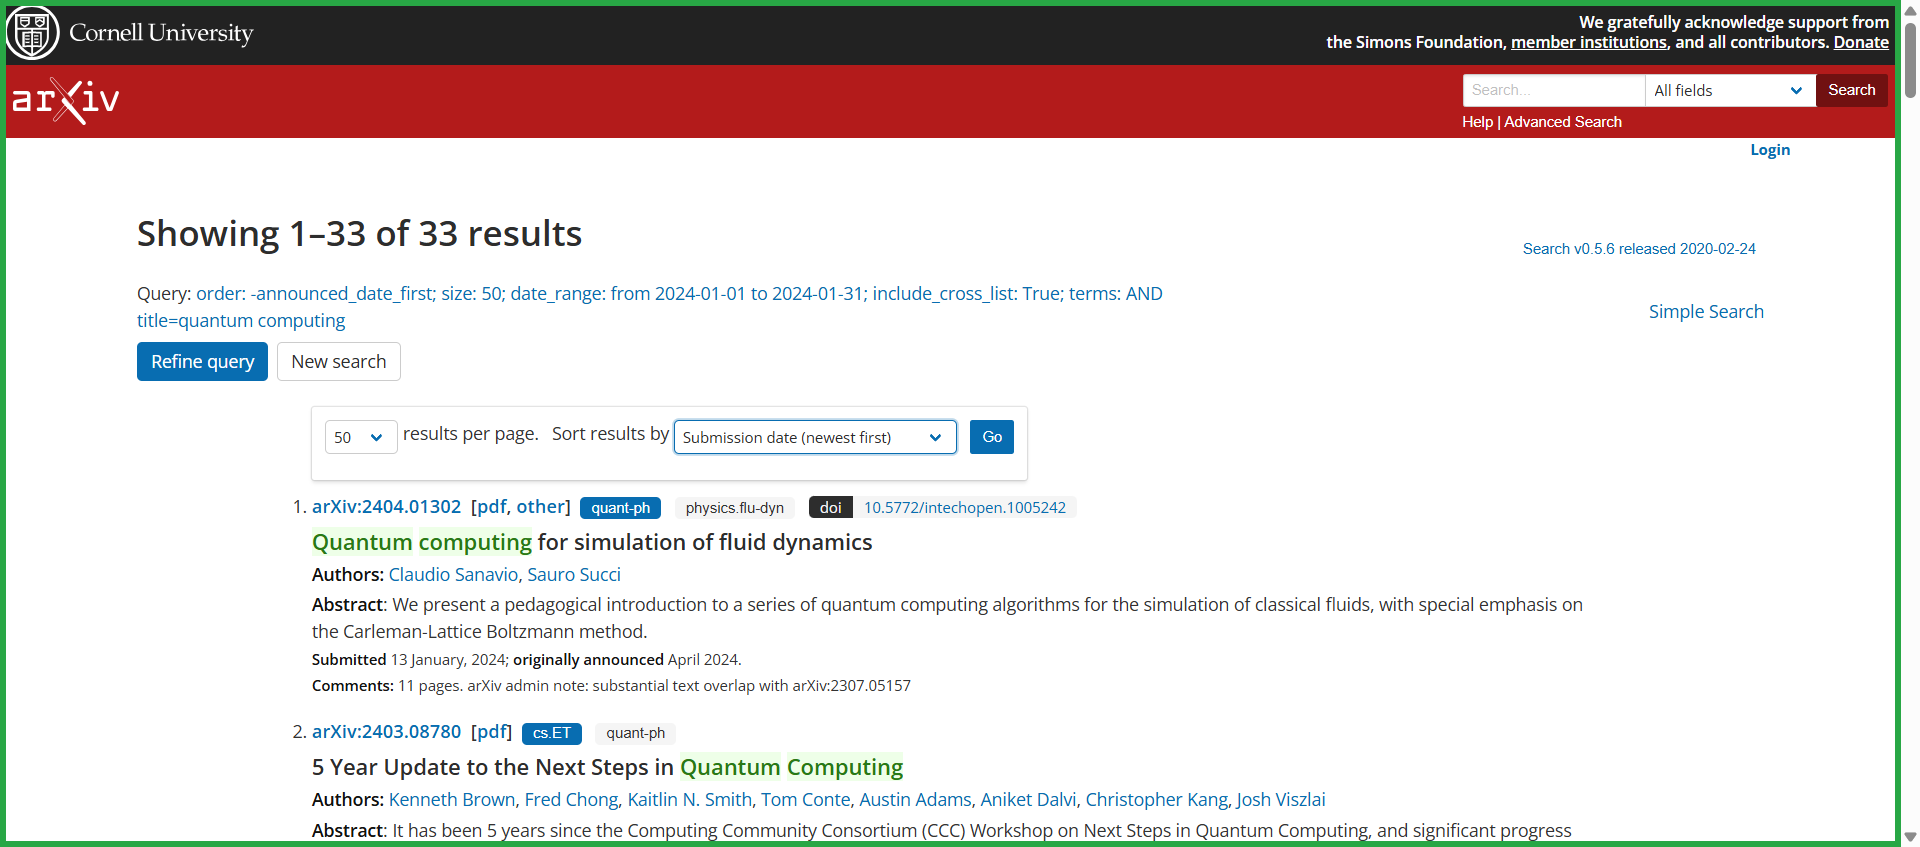 Cornell University
We gratefully acknowledge support from
the Simons Foundation, member institutions, and all contributors. Donate
arXiv
Search...
All fields
Search
Help | Advanced Search
Login
Showing 1–33 of 33 results
Search v0.5.6 released 2020-02-24
Query: order: -announced_date_first; size: 50; date_range: from 2024-01-01 to 2024-01-31; include_cross_list: True; terms: AND
title=quantum computing
Simple Search
Refine query
New search
50 results per page. Sort results by Submission date (newest first) Go
1. arXiv:2404.01302 [pdf, other] quant-ph physics.flu-dyn doi 10.5772/intechopen.1005242
Quantum computing for simulation of fluid dynamics
Authors: Claudio Sanavio, Sauro Succi
Abstract: We present a pedagogical introduction to a series of quantum computing algorithms for the simulation of classical fluids, with special emphasis on
the Carleman-Lattice Boltzmann method.
Submitted 13 January, 2024; originally announced April 2024.
Comments: 11 pages. arXiv admin note: substantial text overlap with arXiv:2307.05157
2. arXiv:2403.08780 [pdf] cs.ET quant-ph
5 Year Update to the Next Steps in Quantum Computing
Authors: Kenneth Brown, Fred Chong, Kaitlin N. Smith, Tom Conte, Austin Adams, Aniket Dalvi, Christopher Kang, Josh Viszlai
Abstract: It has been 5 years since the Computing Community Consortium (CCC) Workshop on Next Steps in Quantum Computing, and significant progress